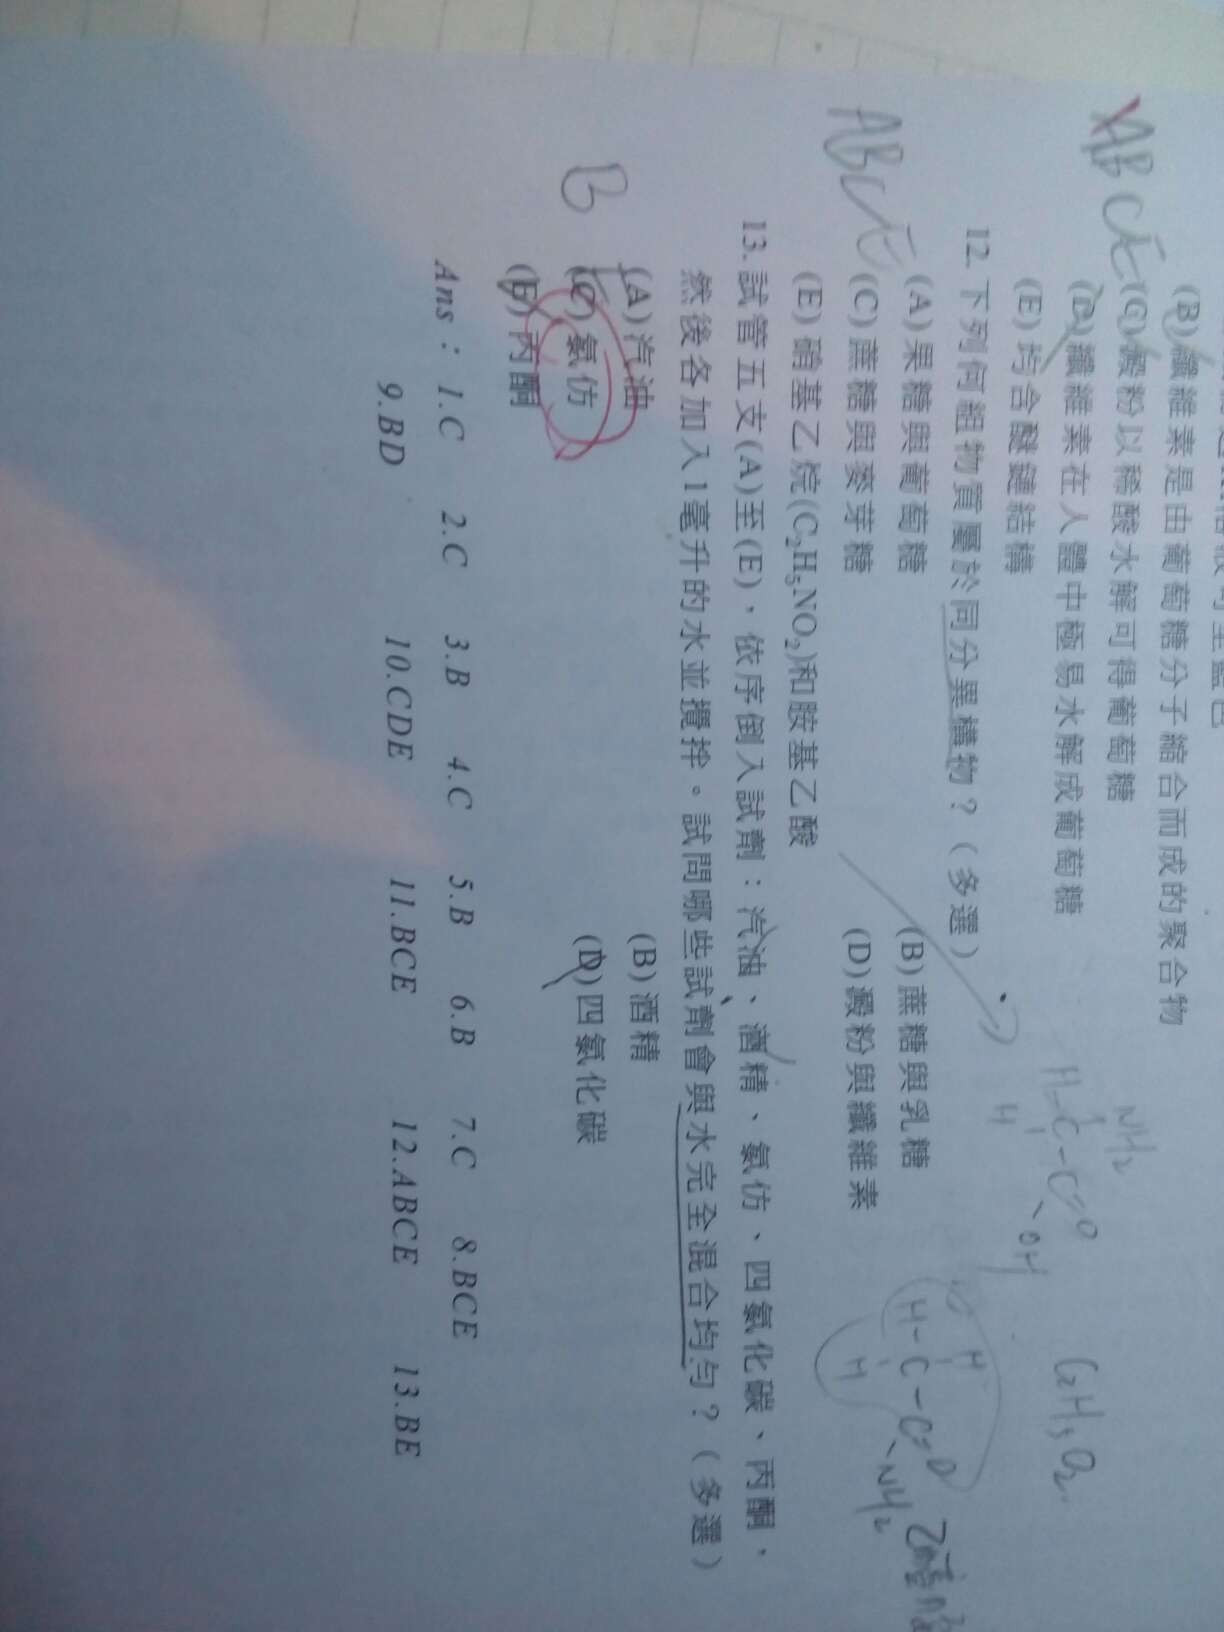 (B)纖維素是由葡萄糖分子縮合而成的聚合物
ABCE (C)澱粉以稀酸水解可得葡萄糖
(D)纖維素在人體中極易水解成葡萄糖
(E)均含醚鏈結構
12.下列何組物質屬於同分異構物？(多選)
ABCE (A)果糖與葡萄糖 (B)蔗糖與乳糖
(C)蔗糖與麥芽糖 (D)澱粉與纖維素
(E)硝基乙烷(C₂H₅NO₂)和胺基乙酸
NH₂
H-C-C=O
H OH
C₂H₅O₂
H
H-C-C=O
H NH₂
13.試管五支(A)至(E)，依序倒入試劑：汽油、酒精、氯仿、四氯化碳、丙酮，
然後各加入1毫升的水並攪拌。試問哪些試劑會與水完全混合均勻？(多選)
B (A)汽油 (B)酒精
(C)氯仿 (D)四氯化碳
(E)丙酮
Ans：1.C 2.C 3.B 4.C 5.B 6.B 7.C 8.BCE
9.BD 10.CDE 11.BCE 12.ABCE 13.BE